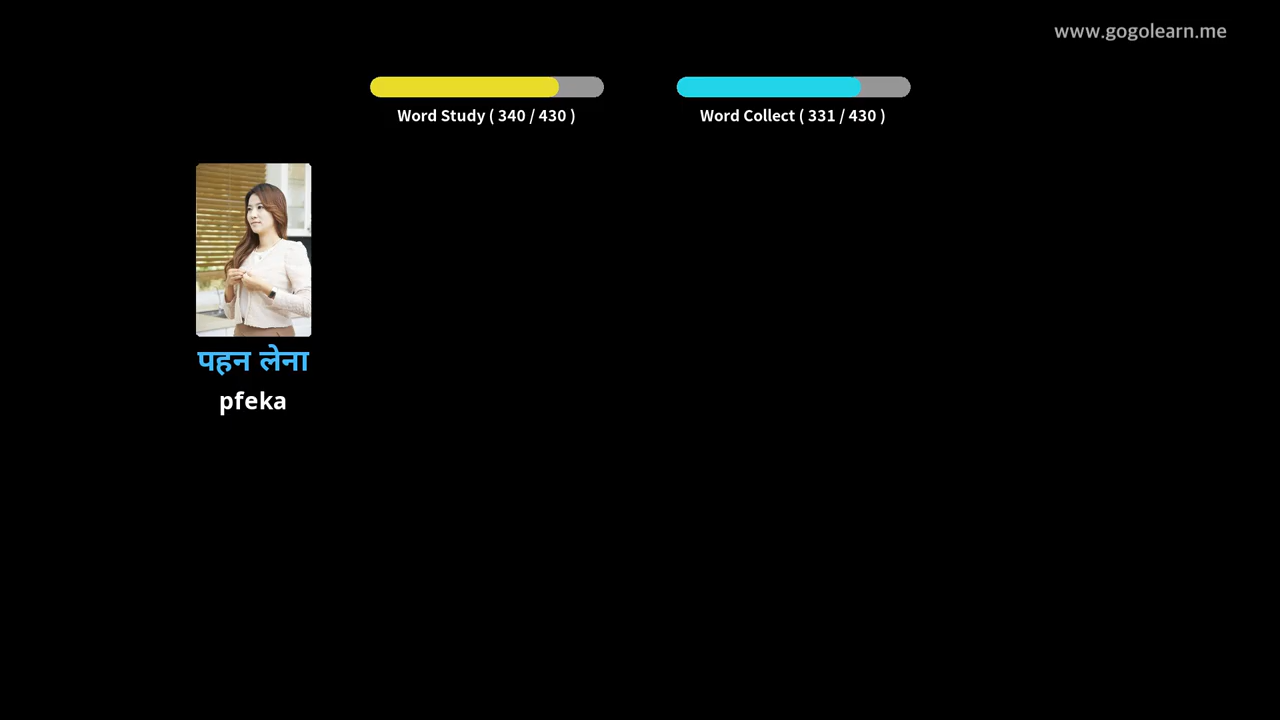 www.gogolearn.me
Word Study ( 340 / 430 )
Word Collect ( 331 / 430 )
पहन लेना
pfeka